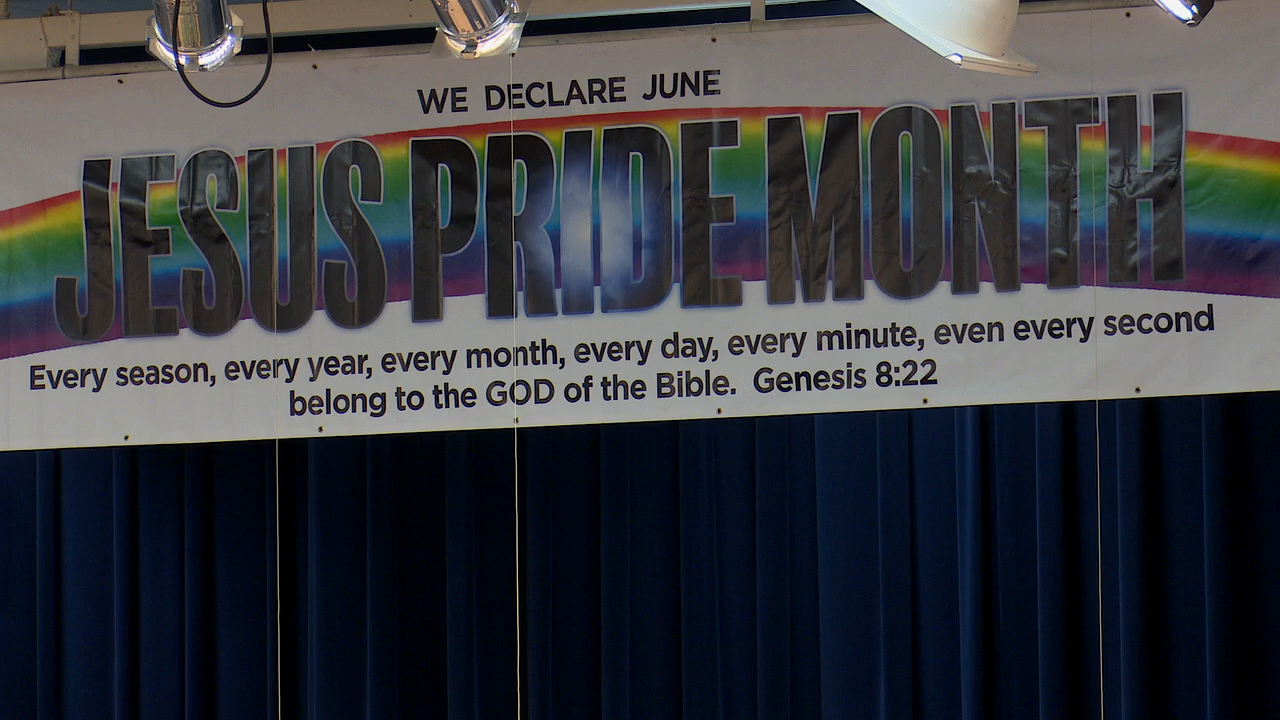 WE DECLARE JUNE
JESUS PRIDE MONTH
Every season, every year, every month, every day, every minute, even every second
belong to the GOD of the Bible. Genesis 8:22